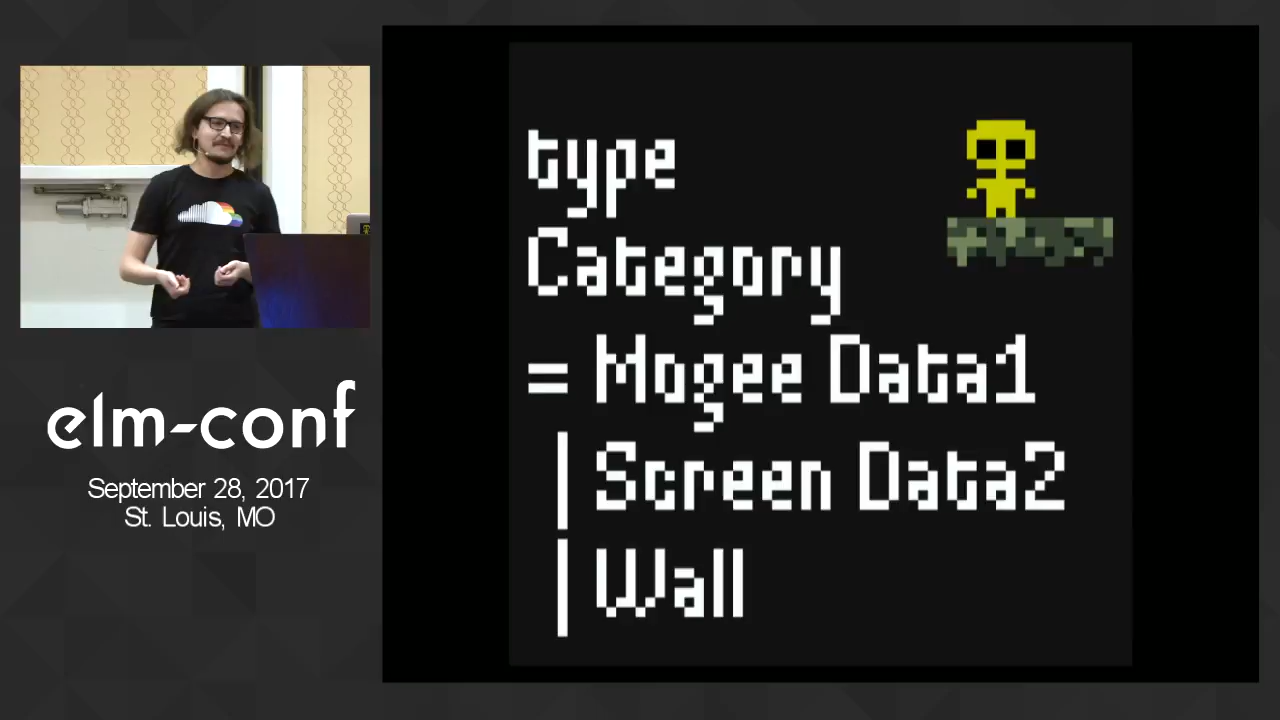 elm-conf
September 28, 2017
St. Louis, MO
type
Category
= Mogee Data1
| Screen Data2
| Wall